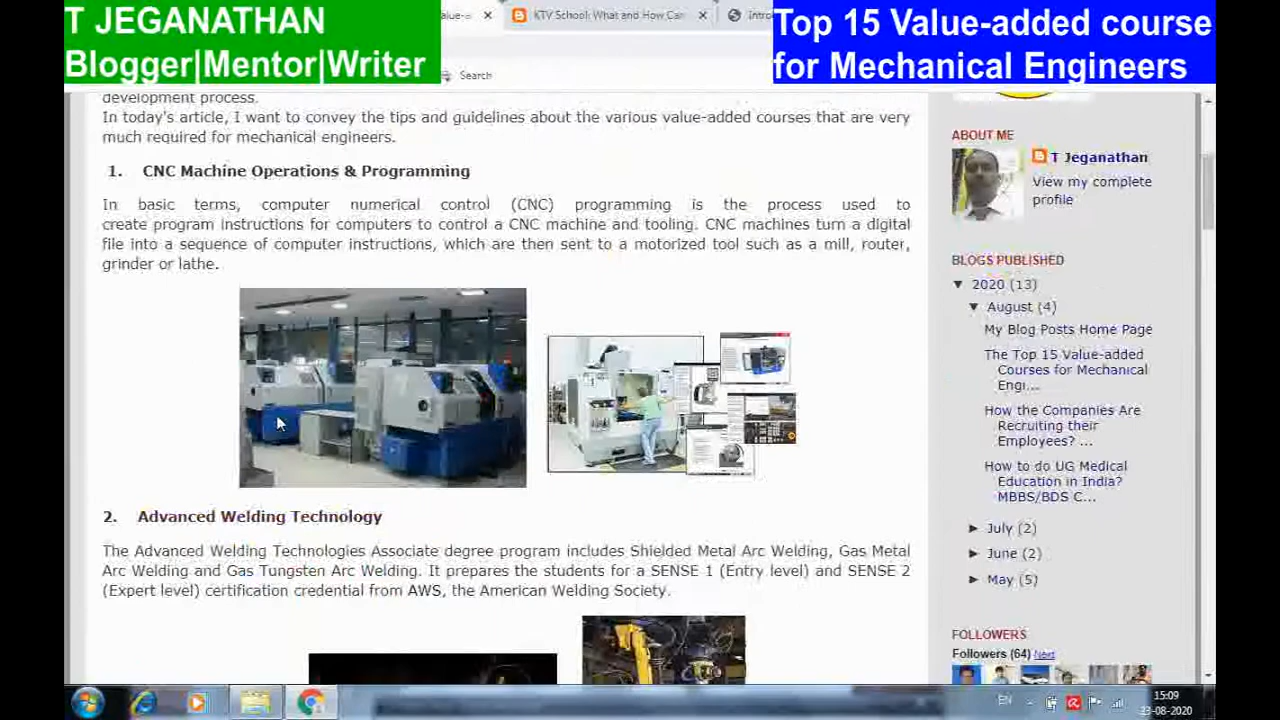 T JEGANATHAN
Blogger|Mentor|Writer
Top 15 Value-added course
for Mechanical Engineers
KTV School: What and How Can
Search
development process.
In today's article, I want to convey the tips and guidelines about the various value-added courses that are very
much required for mechanical engineers.
1. CNC Machine Operations & Programming
In basic terms, computer numerical control (CNC) programming is the process used to
create program instructions for computers to control a CNC machine and tooling. CNC machines turn a digital
file into a sequence of computer instructions, which are then sent to a motorized tool such as a mill, router,
grinder or lathe.
2. Advanced Welding Technology
The Advanced Welding Technologies Associate degree program includes Shielded Metal Arc Welding, Gas Metal
Arc Welding and Gas Tungsten Arc Welding. It prepares the students for a SENSE 1 (Entry level) and SENSE 2
(Expert level) certification credential from AWS, the American Welding Society.
ABOUT ME
T Jeganathan
View my complete
profile
BLOGS PUBLISHED
▼ 2020 (13)
▼ August (4)
My Blog Posts Home Page
The Top 15 Value-added
Courses for Mechanical
Engi...
How the Companies Are
Recruiting their
Employees? ...
How to do UG Medical
Education in India?
MBBS/BDS C...
► July (2)
► June (2)
► May (5)
FOLLOWERS
Followers (64) Next
EN
15:09
23-08-2020